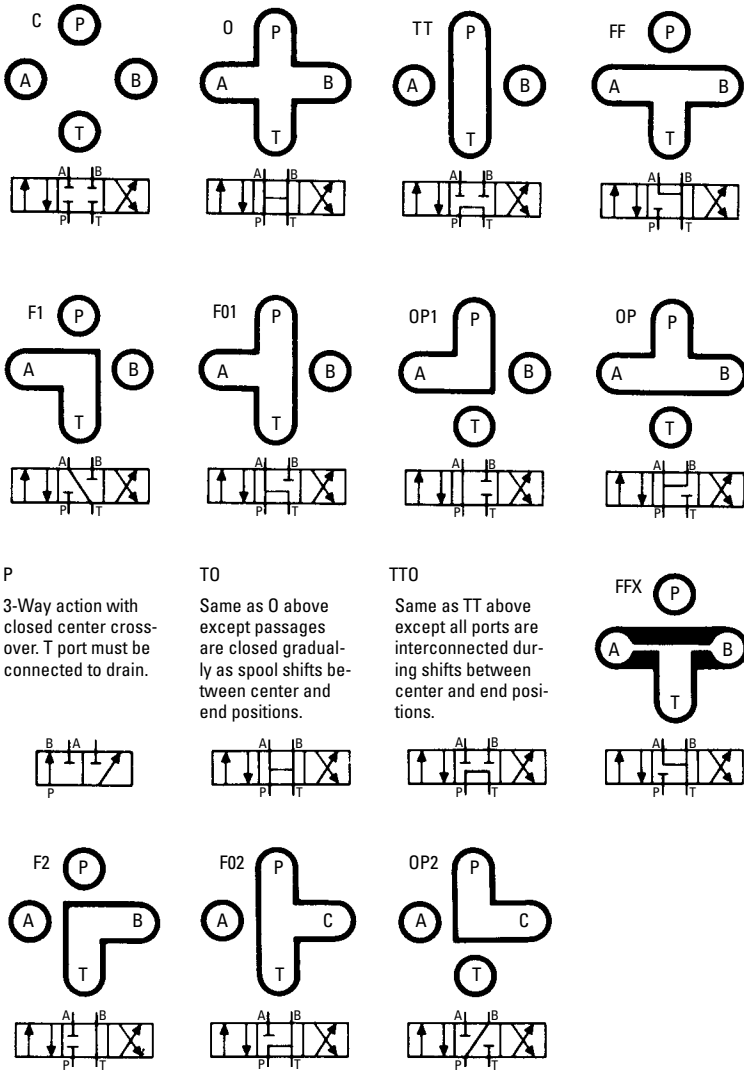 C P
O P
TT P
FF P
A B
A B
A B
A B
T
T
T
T
A B
A B
A B
A B
P T
P T
P T
P T
F1 P
F01 P
OP1 P
OP P
A B
A B
A B
A B
T
T
T
T
A B
A B
A B
A B
P T
P T
P T
P T
P
3-Way action with
closed center cross-
over. T port must be
connected to drain.
B A
P
TO
Same as O above
except passages
are closed gradual-
ly as spool shifts be-
tween center and
end positions.
A B
P T
TTO
Same as TT above
except all ports are
interconnected dur-
ing shifts between
center and end posi-
tions.
A B
P T
FFX P
A B
T
A B
P T
F2 P
F02 P
OP2 P
A B
A C
A C
T
T
T
A B
A B
A B
P T
P T
P T